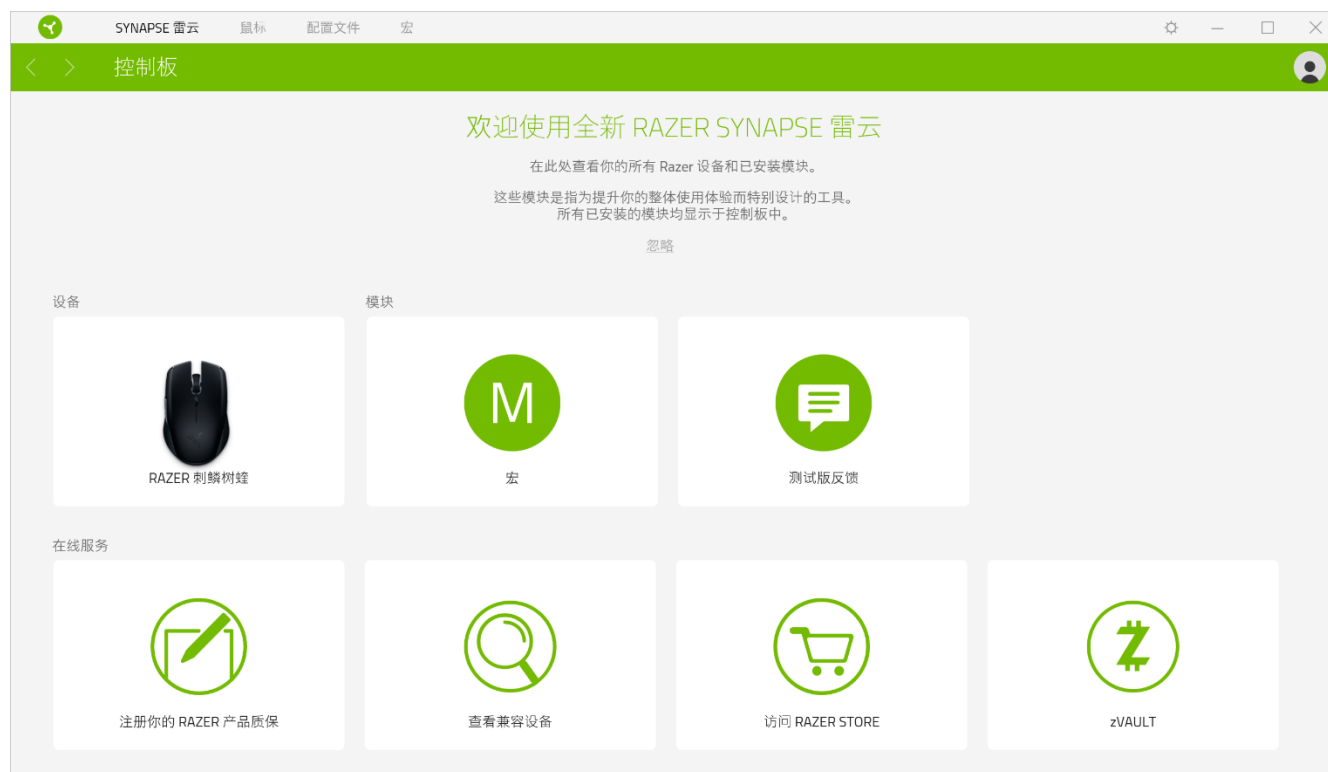 SYNAPSE 雷云 鼠标 配置文件 宏
控制板
欢迎使用全新 RAZER SYNAPSE 雷云
在此处查看你的所有 Razer 设备和已安装模块。
这些模块是指为提升你的整体使用体验而特别设计的工具。
所有已安装的模块均显示于控制板中。
忽略
设备
模块
RAZER 刺鳞树蝰
M
宏
测试版反馈
在线服务
注册你的 RAZER 产品质保
查看兼容设备
访问 RAZER STORE
zVAULT